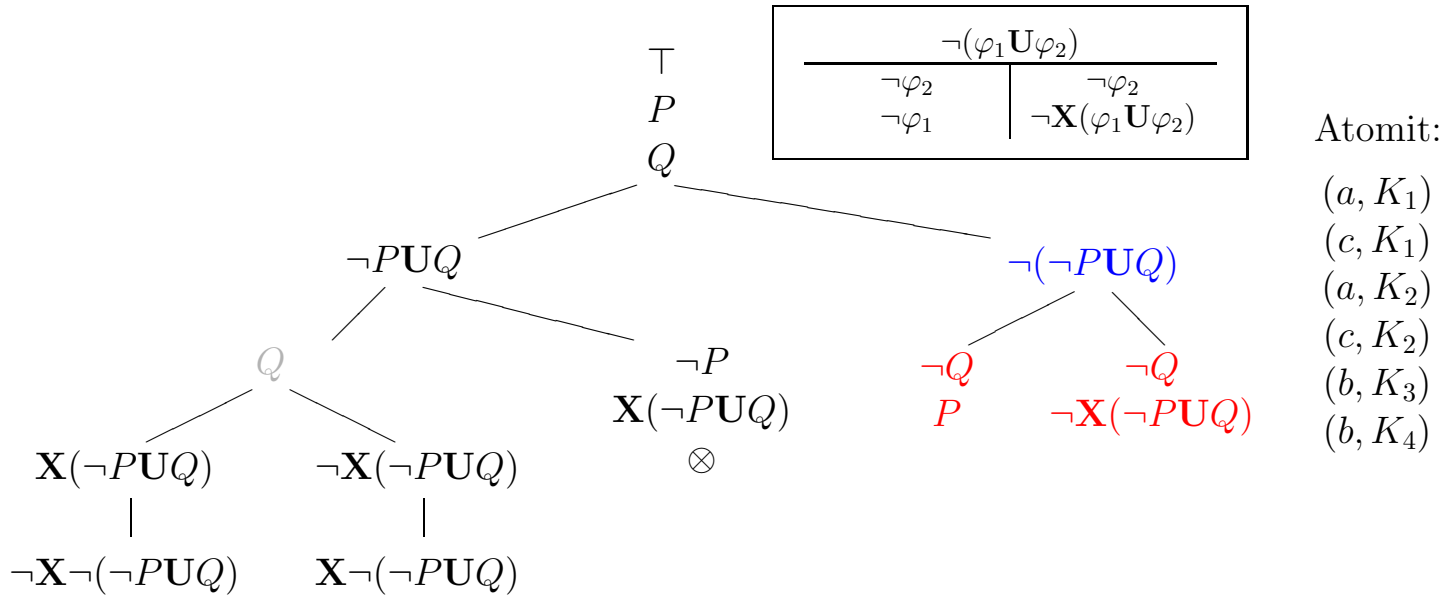 ⊤
P
Q
¬(φ₁Uφ₂)
¬φ₂ ¬φ₂
¬φ₁ ¬X(φ₁Uφ₂)
Atomit:
(a, K₁)
(c, K₁)
(a, K₂)
(c, K₂)
(b, K₃)
(b, K₄)
¬PUQ ¬(¬PUQ)
Q ¬P ¬Q ¬Q
X(¬PUQ) P ¬X(¬PUQ)
⊗
X(¬PUQ) ¬X(¬PUQ)
¬X¬(¬PUQ) X¬(¬PUQ)